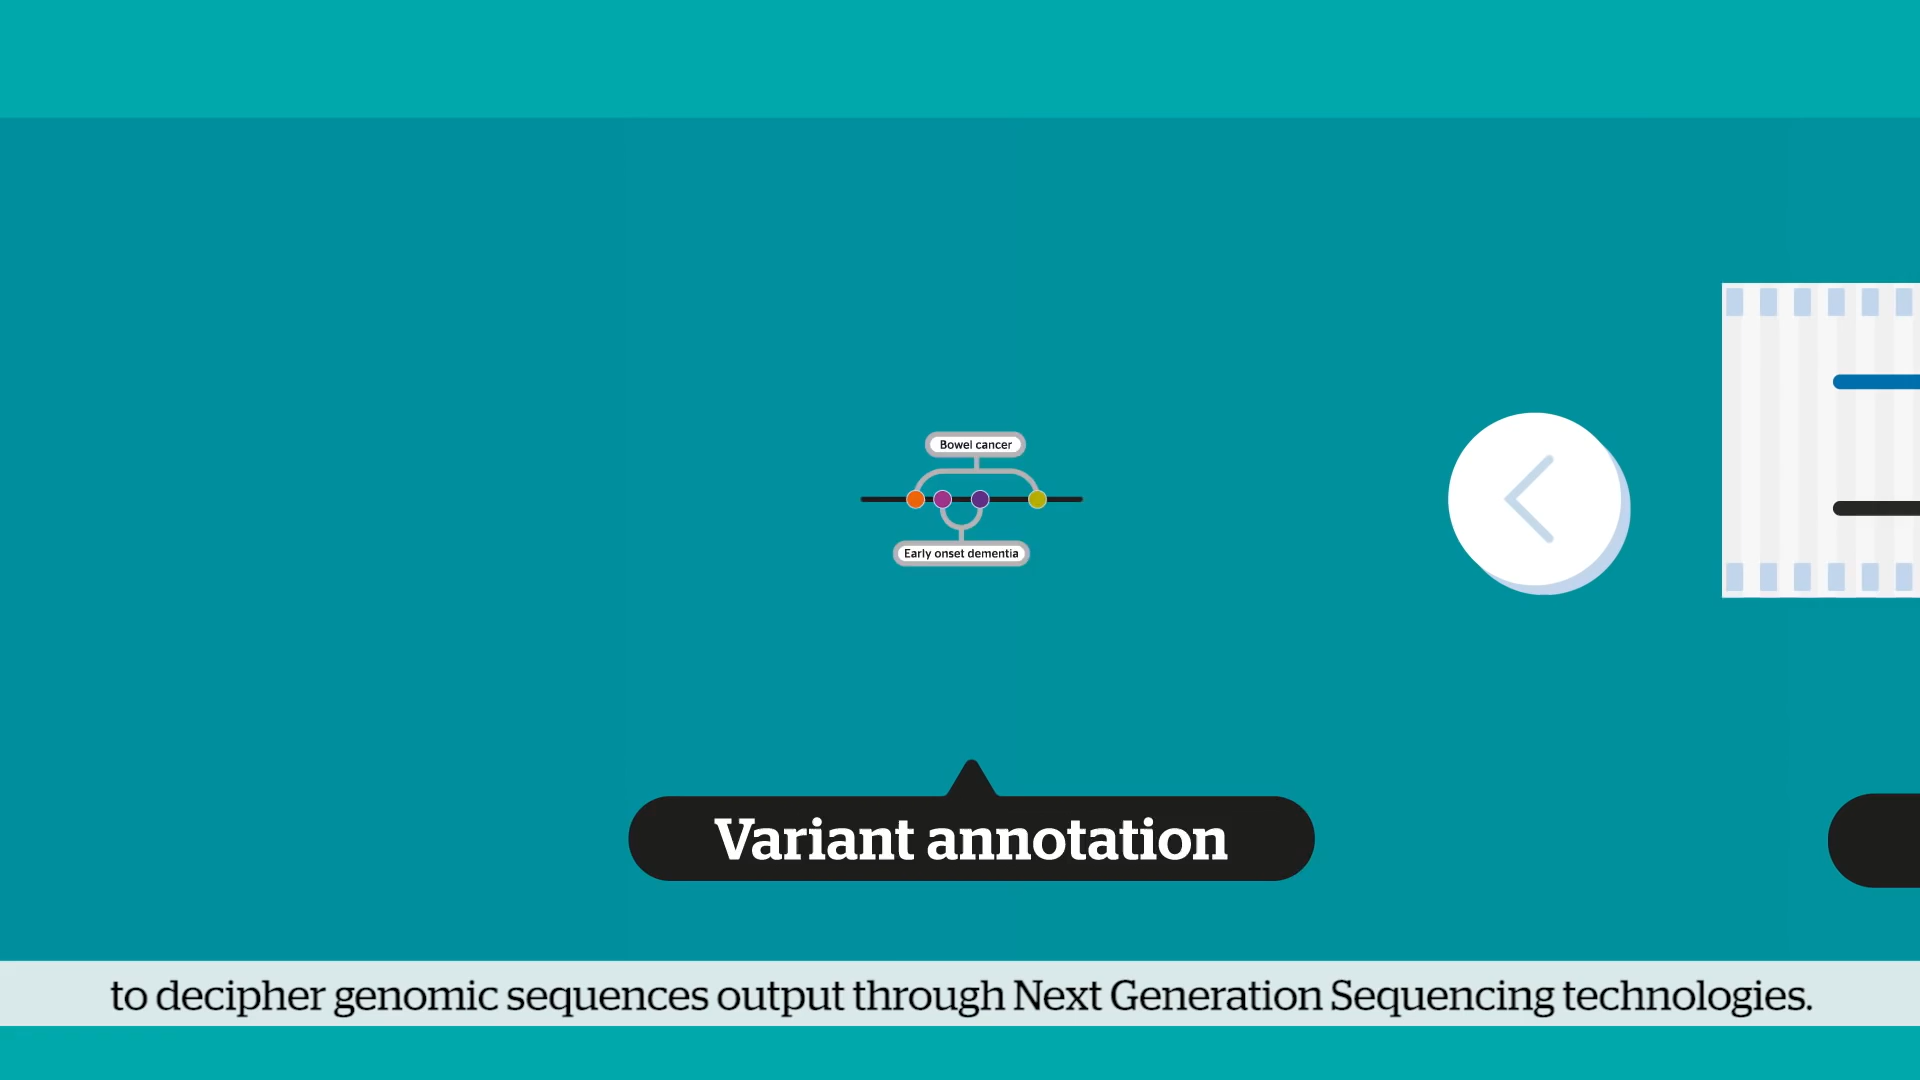 Bowel cancer
Early onset dementia
Variant annotation
to decipher genomic sequences output through Next Generation Sequencing technologies.